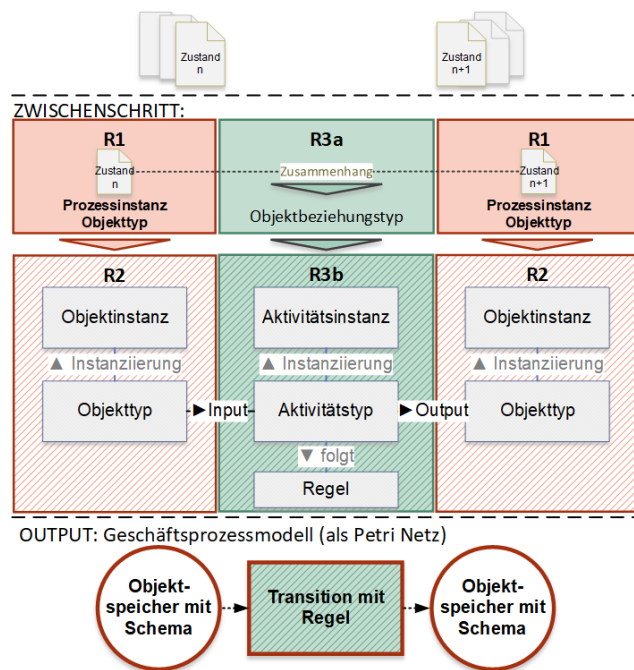 Zustand
n
Zustand
n+1
ZWISCHENSCHRITT:
R1
R3a
R1
Zustand
n
Zusammenhang
Zustand
n+1
Prozessinstanz
Objekttyp
Objektbeziehungstyp
Prozessinstanz
Objekttyp
R2
R3b
R2
Objektinstanz
Aktivitätsinstanz
Objektinstanz
▲ Instanziierung
▲ Instanziierung
▲ Instanziierung
Objekttyp
►Input
Aktivitätstyp
►Output
Objekttyp
▼ folgt
Regel
OUTPUT: Geschäftsprozessmodell (als Petri Netz)
Objekt-
speicher mit
Schema
Transition mit
Regel
Objekt-
speicher mit
Schema